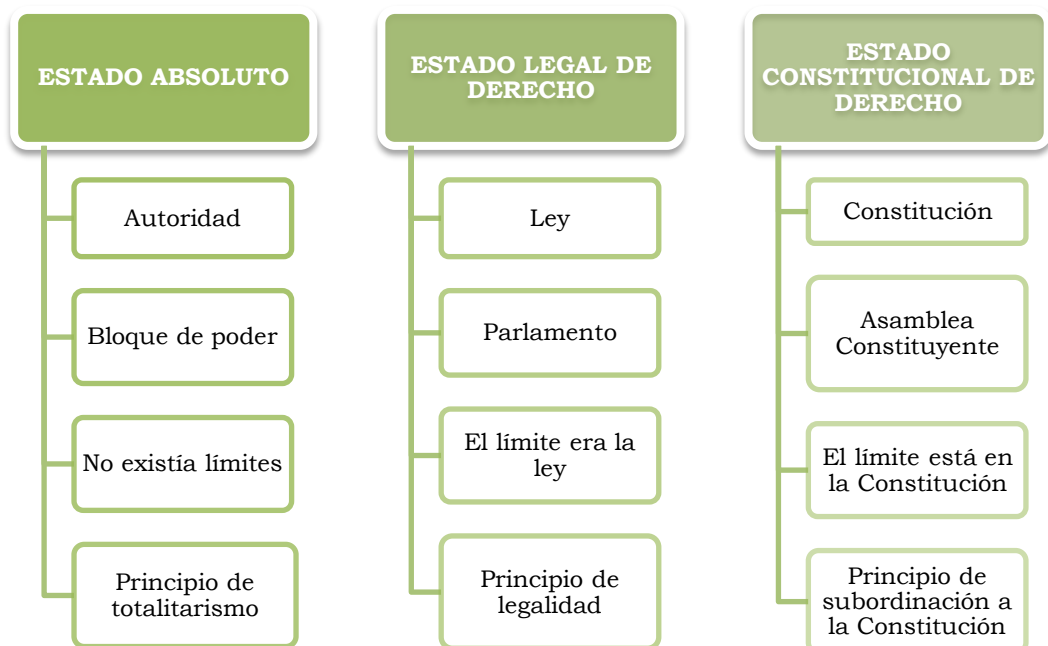 ESTADO ABSOLUTO
Autoridad
Bloque de poder
No existía límites
Principio de
totalitarismo
ESTADO LEGAL DE
DERECHO
Ley
Parlamento
El límite era la
ley
Principio de
legalidad
ESTADO
CONSTITUCIONAL DE
DERECHO
Constitución
Asamblea
Constituyente
El límite está en
la Constitución
Principio de
subordinación a
la Constitución